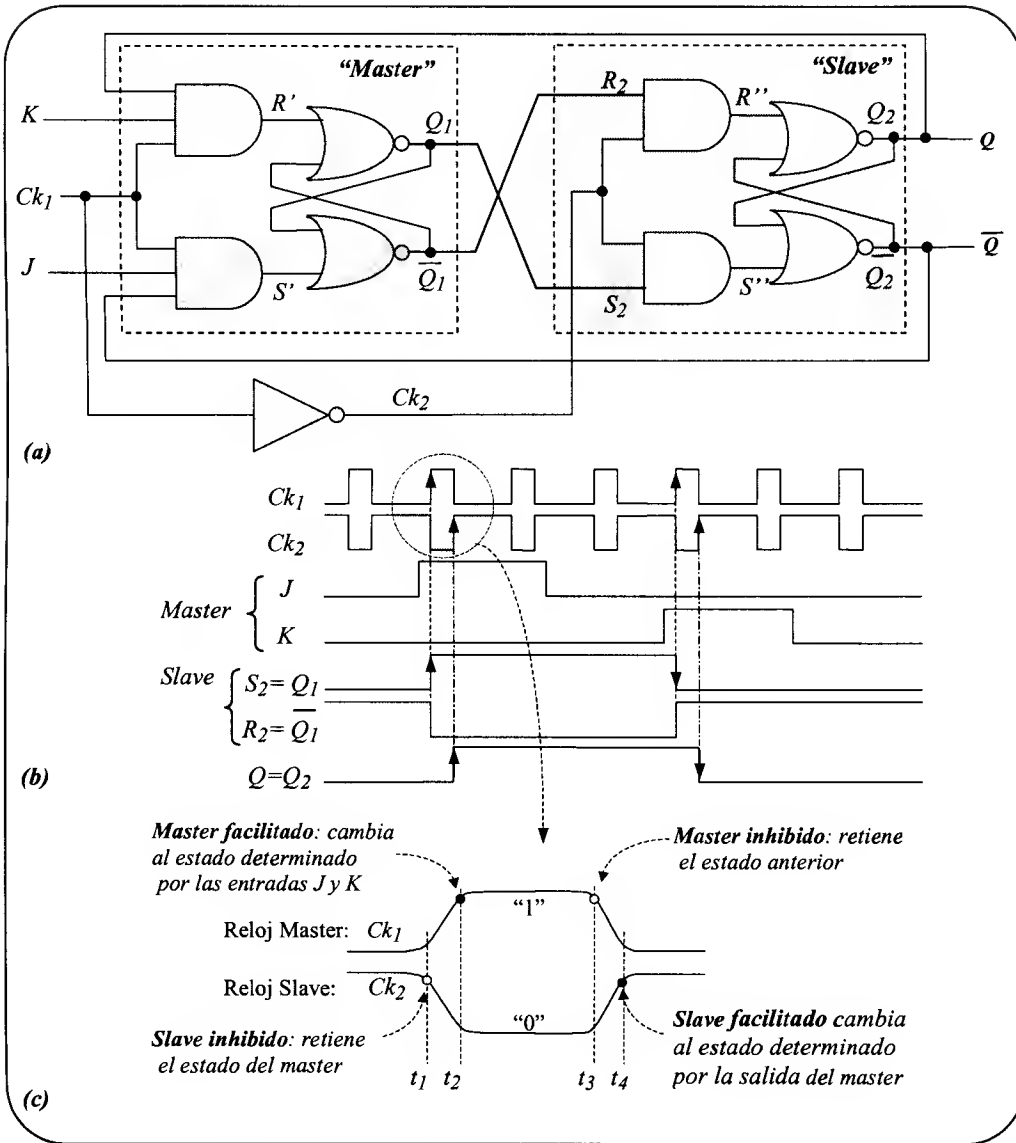 "Master"
"Slave"
K
R'
Q1
R2
R''
Q2
Q
Ck1
J
S'
Q̅1
S2
S''
Q̅2
Q̅
Ck2
(a)
Ck1
Ck2
Master
J
K
Slave
S2= Q1
R2= Q̅1
(b)
Q=Q2
Master facilitado: cambia
al estado determinado
por las entradas J y K
Master inhibido: retiene
el estado anterior
"1"
Reloj Master: Ck1
Reloj Slave: Ck2
"0"
Slave inhibido: retiene
el estado del master
Slave facilitado cambia
al estado determinado
por la salida del master
t1 t2 t3 t4
(c)